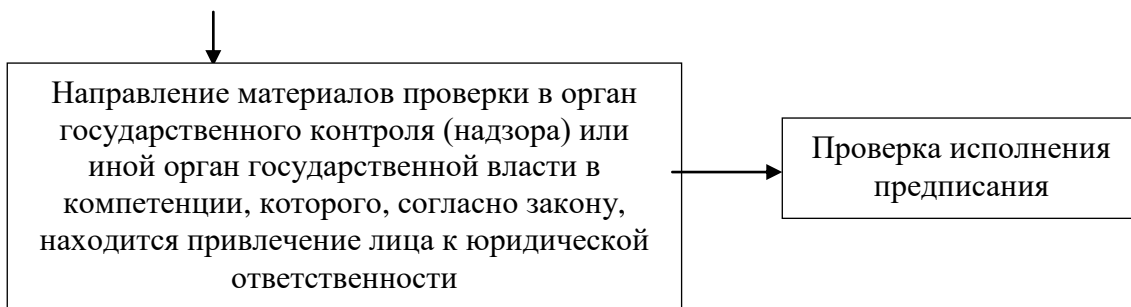 Направление материалов проверки в орган
государственного контроля (надзора) или
иной орган государственной власти в
компетенции, которого, согласно закону,
находится привлечение лица к юридической
ответственности
Проверка исполнения
предписания